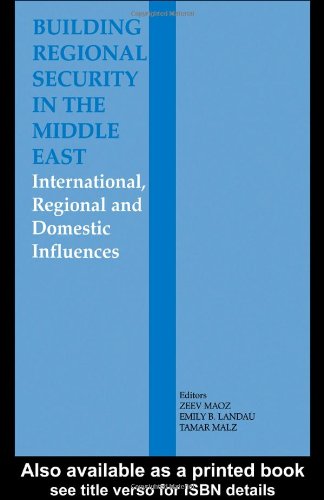 BUILDING
REGIONAL
SECURITY
IN THE
MIDDLE
EAST
International,
Regional and
Domestic
Influences
Editors
ZEEV MAOZ
EMILY B. LANDAU
TAMAR MALZ
Also available as a printed book
see title verso for ISBN details